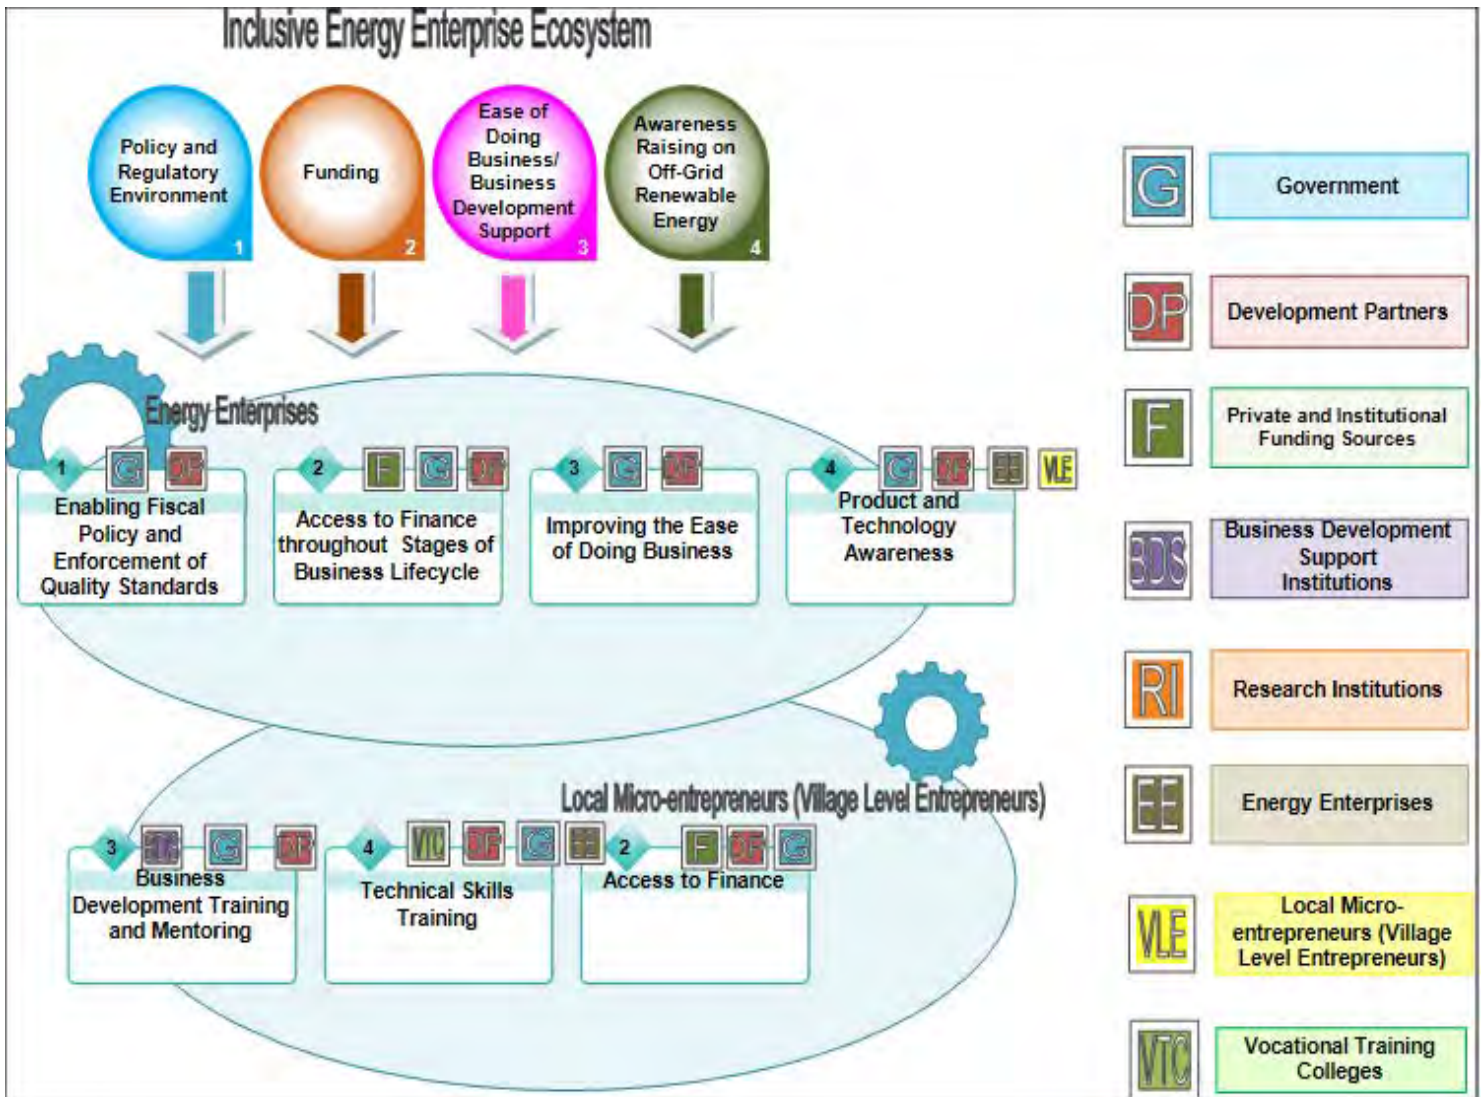 Inclusive Energy Enterprise Ecosystem
Policy and
Regulatory
Environment
1
Funding
2
Ease of
Doing
Business/
Business
Development
Support
3
Awareness
Raising on
Off-Grid
Renewable
Energy
4
Energy Enterprises
1
G
DP
Enabling Fiscal
Policy and
Enforcement of
Quality Standards
2
F
G
DP
Access to Finance
throughout Stages of
Business Lifecycle
3
G
DP
Improving the Ease
of Doing Business
4
G
DP
EE
VLE
Product and
Technology
Awareness
Local Micro-entrepreneurs (Village Level Entrepreneurs)
3
BDS
G
DP
Business
Development Training
and Mentoring
4
VTC
DP
G
EE
Technical Skills
Training
2
F
DP
G
Access to Finance
G
Government
DP
Development Partners
F
Private and Institutional
Funding Sources
BDS
Business Development
Support
Institutions
RI
Research Institutions
EE
Energy Enterprises
VLE
Local Micro-
entrepreneurs (Village
Level Entrepreneurs)
VTC
Vocational Training
Colleges